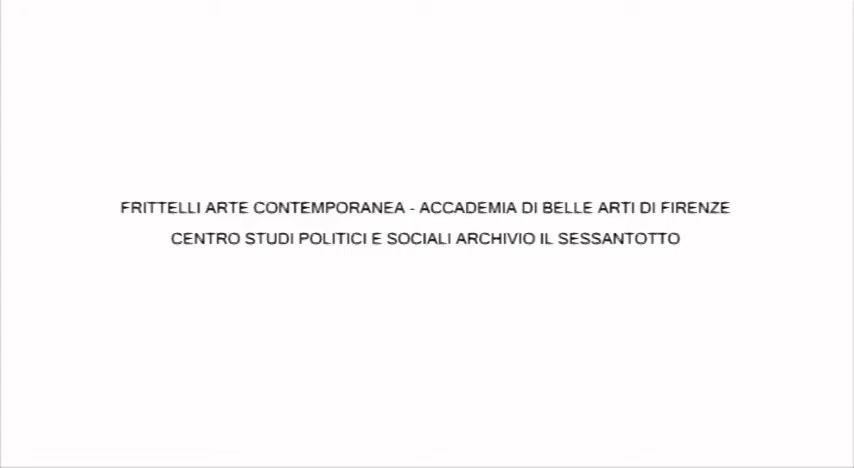 FRITTELLI ARTE CONTEMPORANEA - ACCADEMIA DI BELLE ARTI DI FIRENZE
CENTRO STUDI POLITICI E SOCIALI ARCHIVIO IL SESSANTOTTO